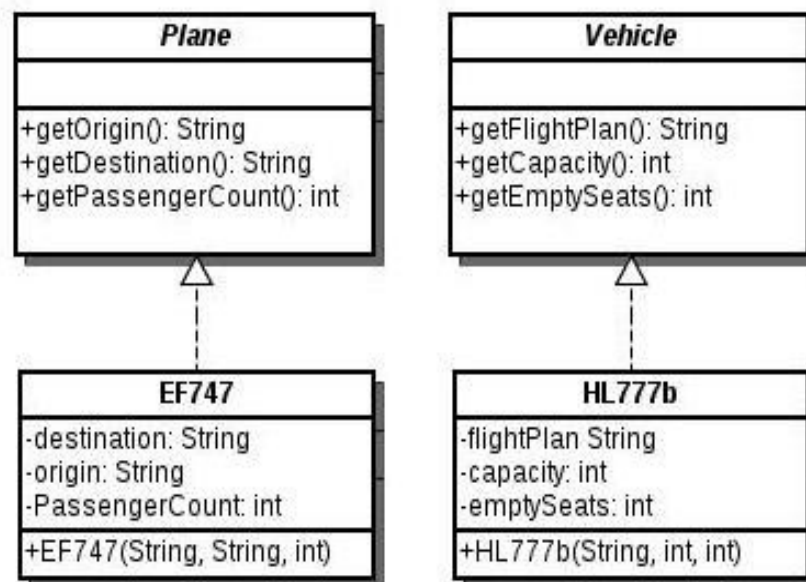 Plane
+getOrigin(): String
+getDestination(): String
+getPassengerCount(): int
Vehicle
+getFlightPlan(): String
+getCapacity(): int
+getEmptySeats(): int
EF747
-destination: String
-origin: String
-PassengerCount: int
+EF747(String, String, int)
HL777b
-flightPlan String
-capacity: int
-emptySeats: int
+HL777b(String, int, int)